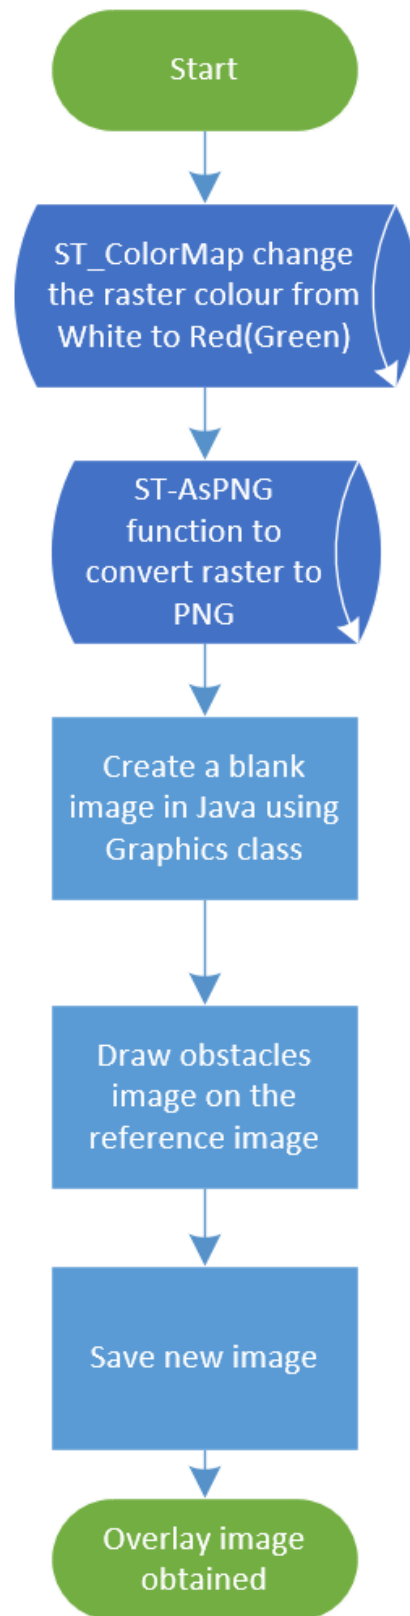 Start
ST_ColorMap change
the raster colour from
White to Red(Green)
ST-AsPNG
function to
convert raster to
PNG
Create a blank
image in Java using
Graphics class
Draw obstacles
image on the
reference image
Save new image
Overlay image
obtained